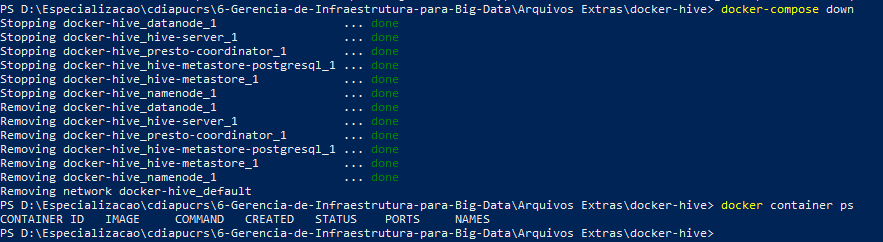 PS D:\Especializacao\cdiapucrs\6-Gerencia-de-Infraestrutura-para-Big-Data\Arquivos Extras\docker-hive> docker-compose down
Stopping docker-hive_datanode_1                  ... done
Stopping docker-hive_hive-server_1               ... done
Stopping docker-hive_presto-coordinator_1        ... done
Stopping docker-hive_hive-metastore-postgresql_1 ... done
Stopping docker-hive_hive-metastore_1            ... done
Stopping docker-hive_namenode_1                  ... done
Removing docker-hive_datanode_1                  ... done
Removing docker-hive_hive-server_1               ... done
Removing docker-hive_presto-coordinator_1        ... done
Removing docker-hive_hive-metastore-postgresql_1 ... done
Removing docker-hive_hive-metastore_1            ... done
Removing docker-hive_namenode_1                  ... done
Removing network docker-hive_default
PS D:\Especializacao\cdiapucrs\6-Gerencia-de-Infraestrutura-para-Big-Data\Arquivos Extras\docker-hive> docker container ps
CONTAINER ID   IMAGE     COMMAND   CREATED   STATUS    PORTS     NAMES
PS D:\Especializacao\cdiapucrs\6-Gerencia-de-Infraestrutura-para-Big-Data\Arquivos Extras\docker-hive>